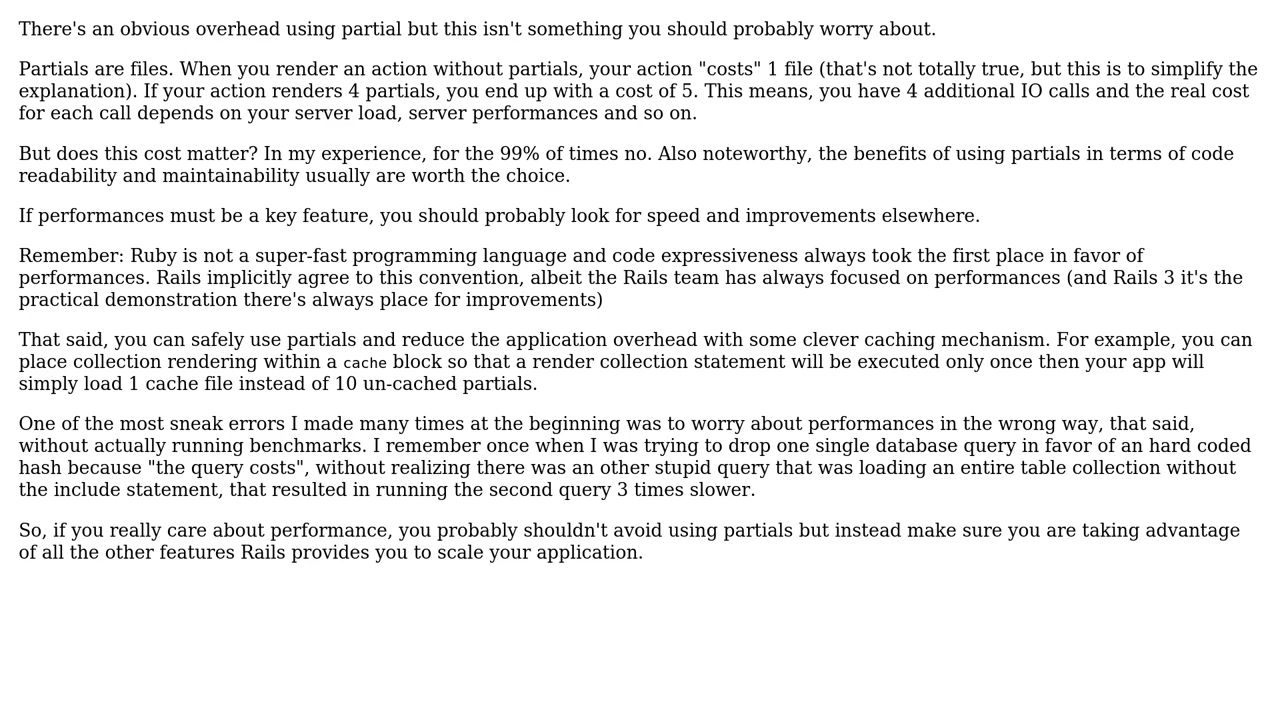 There's an obvious overhead using partial but this isn't something you should probably worry about.
Partials are files. When you render an action without partials, your action "costs" 1 file (that's not totally true, but this is to simplify the
explanation). If your action renders 4 partials, you end up with a cost of 5. This means, you have 4 additional IO calls and the real cost
for each call depends on your server load, server performances and so on.
But does this cost matter? In my experience, for the 99% of times no. Also noteworthy, the benefits of using partials in terms of code
readability and maintainability usually are worth the choice.
If performances must be a key feature, you should probably look for speed and improvements elsewhere.
Remember: Ruby is not a super-fast programming language and code expressiveness always took the first place in favor of
performances. Rails implicitly agree to this convention, albeit the Rails team has always focused on performances (and Rails 3 it's the
practical demonstration there's always place for improvements)
That said, you can safely use partials and reduce the application overhead with some clever caching mechanism. For example, you can
place collection rendering within a cache block so that a render collection statement will be executed only once then your app will
simply load 1 cache file instead of 10 un-cached partials.
One of the most sneak errors I made many times at the beginning was to worry about performances in the wrong way, that said,
without actually running benchmarks. I remember once when I was trying to drop one single database query in favor of an hard coded
hash because "the query costs", without realizing there was an other stupid query that was loading an entire table collection without
the include statement, that resulted in running the second query 3 times slower.
So, if you really care about performance, you probably shouldn't avoid using partials but instead make sure you are taking advantage
of all the other features Rails provides you to scale your application.